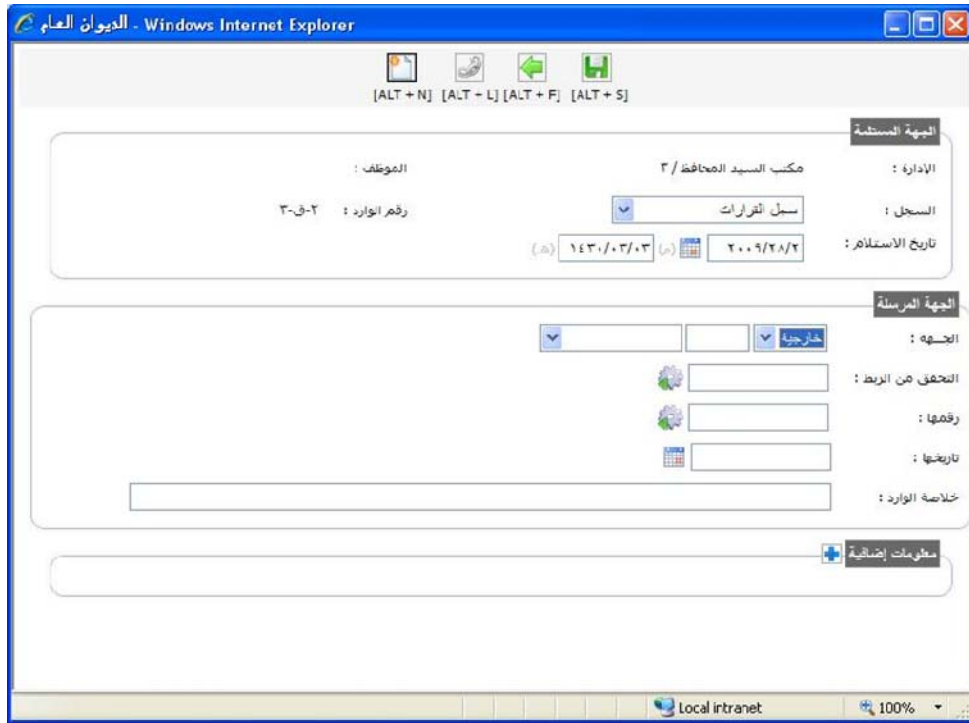 الديوان العام - Windows Internet Explorer
[ALT + N] [ALT + L] [ALT + F] [ALT + S]
الجهة المستلمة
الإدارة : مكتب السيد المحافظ / ٣ الموظف :
السجل : سجل القرارات رقم الوارد : ٢-ق-٣
تاريخ الاستلام : ٢٠٠٩/٢٨/٢ (م) ١٤٣٠/٠٣/٠٣ (هـ)
الجهة المرسلة
الجـــهه : خارجية
التحقق من الربط :
رقمها :
تاريخها :
خلاصة الوارد :
معلومات إضافية
Local intranet 100%